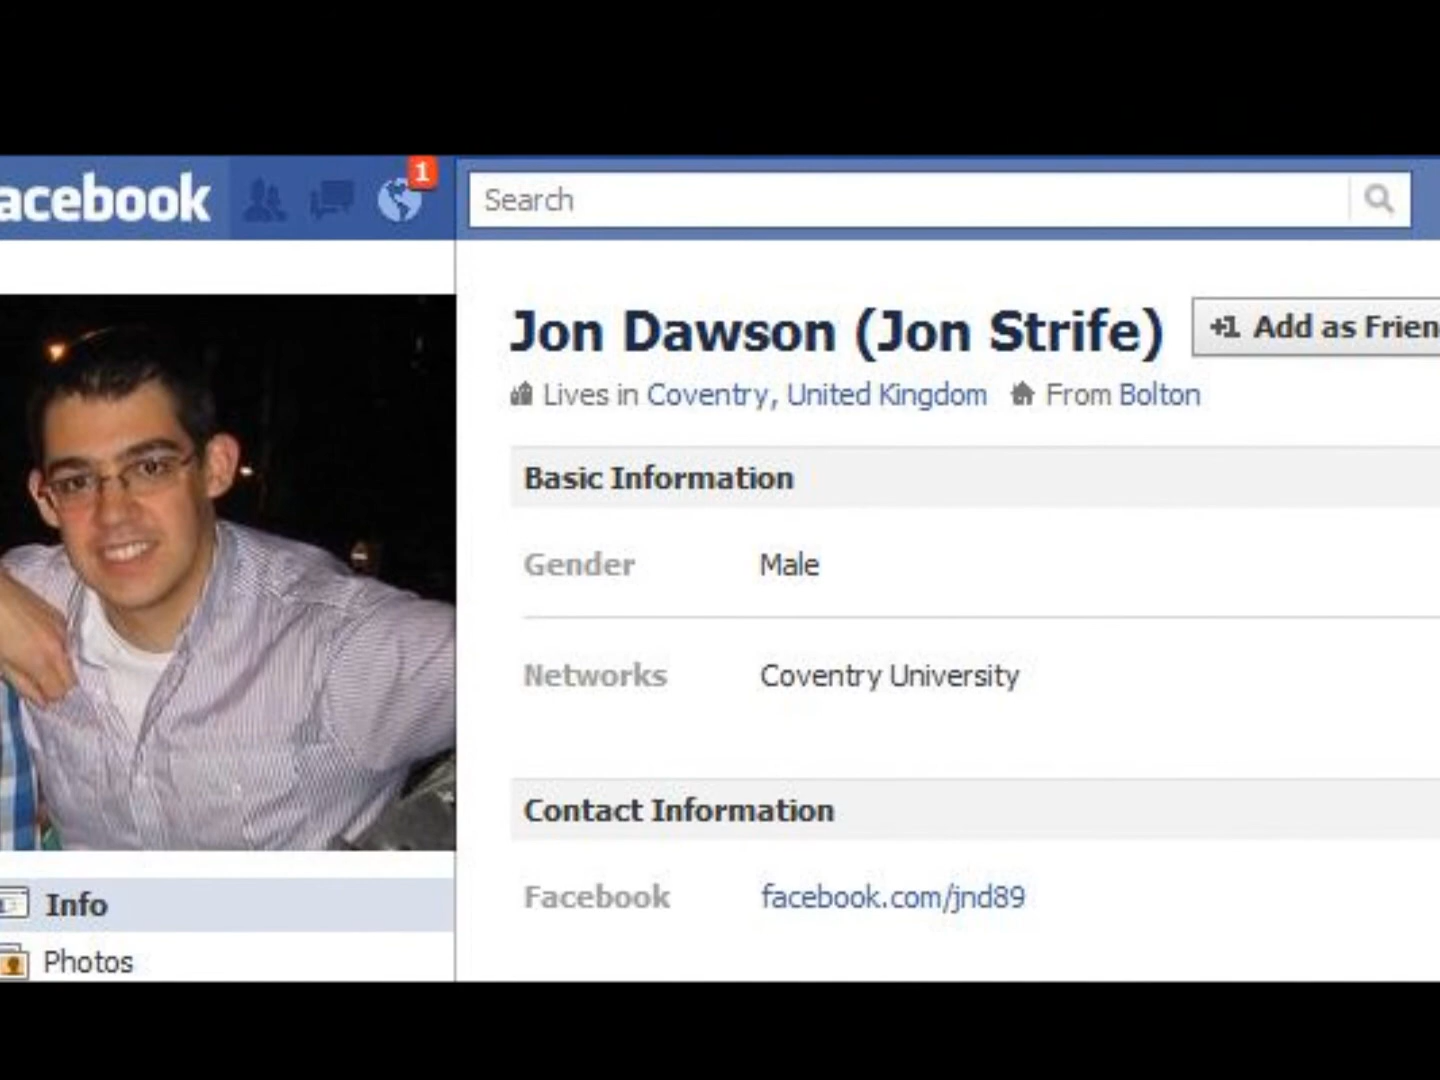 acebook
1
Search
Jon Dawson (Jon Strife)
+1 Add as Frien
Lives in Coventry, United Kingdom From Bolton
Basic Information
Gender Male
Networks Coventry University
Contact Information
Facebook facebook.com/jnd89
Info
Photos